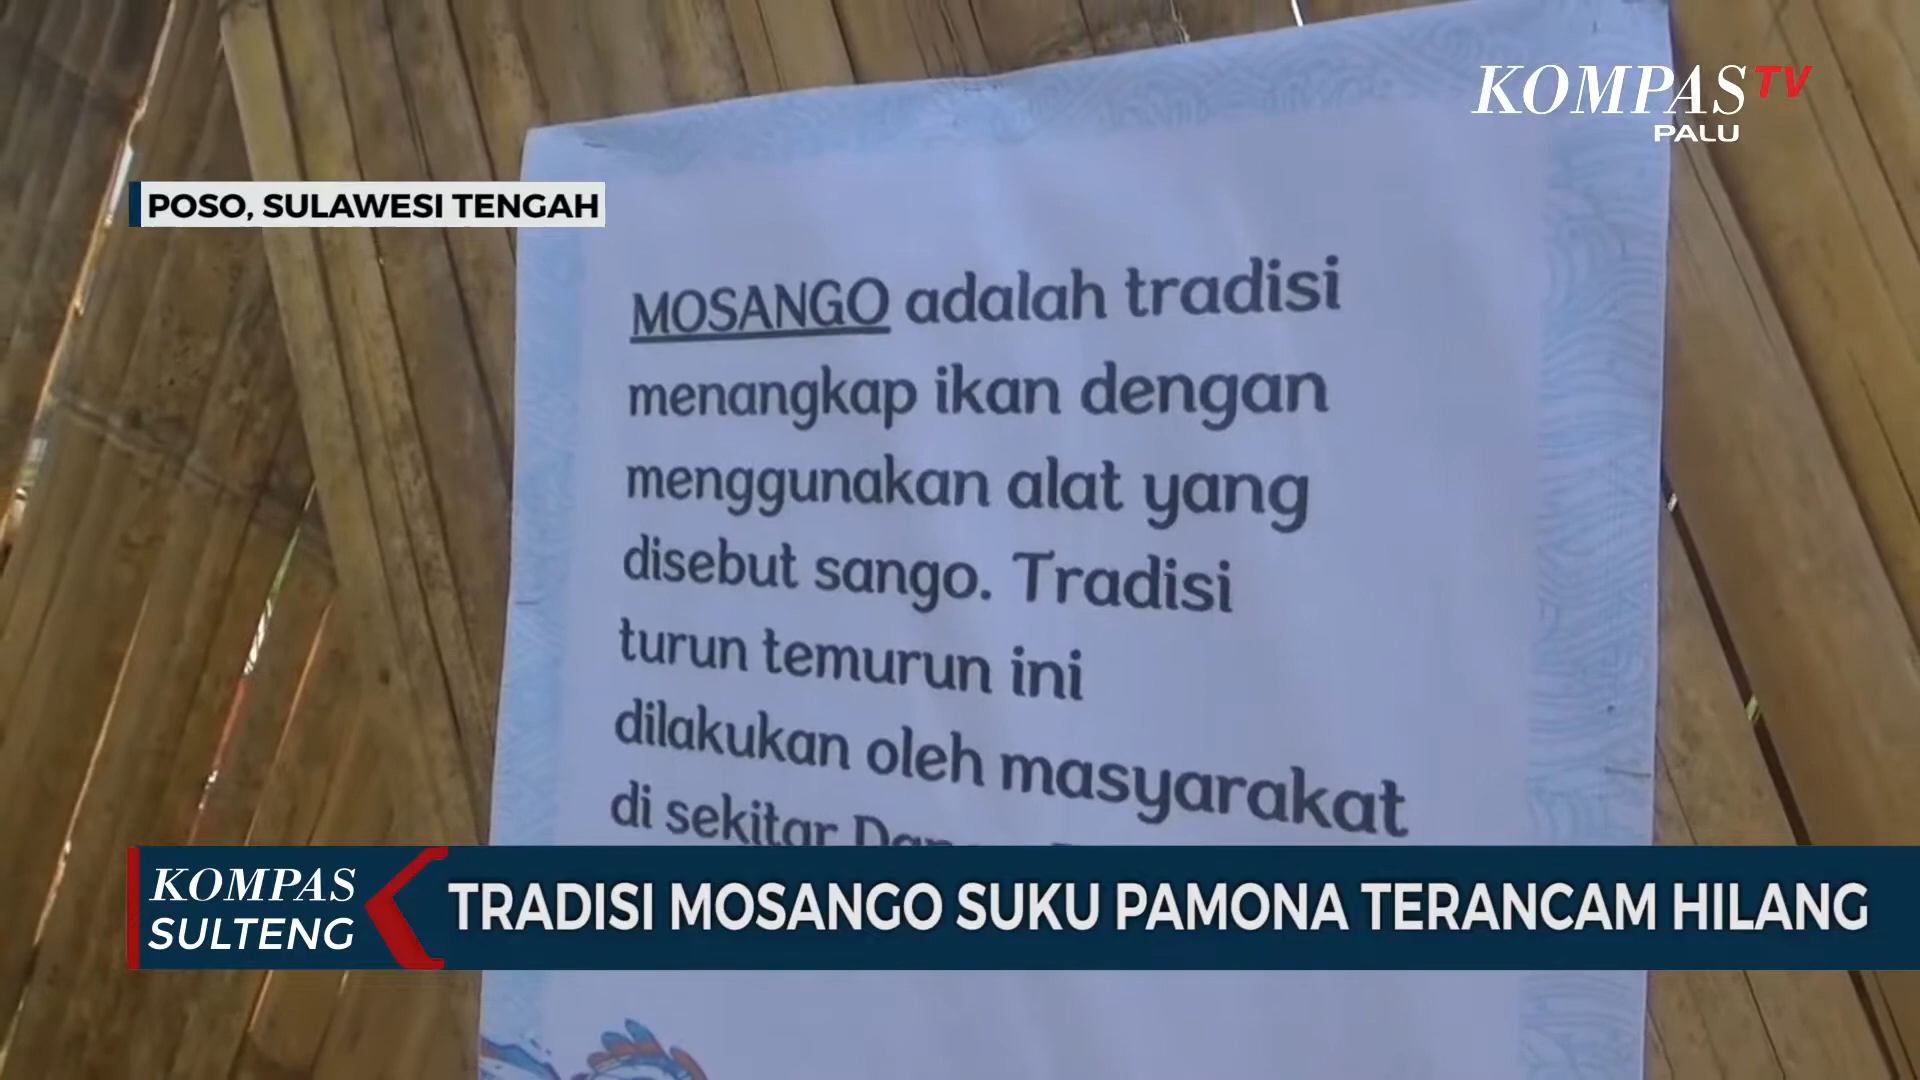 KOMPAS TV
PALU
POSO, SULAWESI TENGAH
MOSANGO adalah tradisi
menangkap ikan dengan
menggunakan alat yang
disebut sango. Tradisi
turun temurun ini
dilakukan oleh masyarakat
di sekitar
KOMPAS
SULTENG
TRADISI MOSANGO SUKU PAMONA TERANCAM HILANG